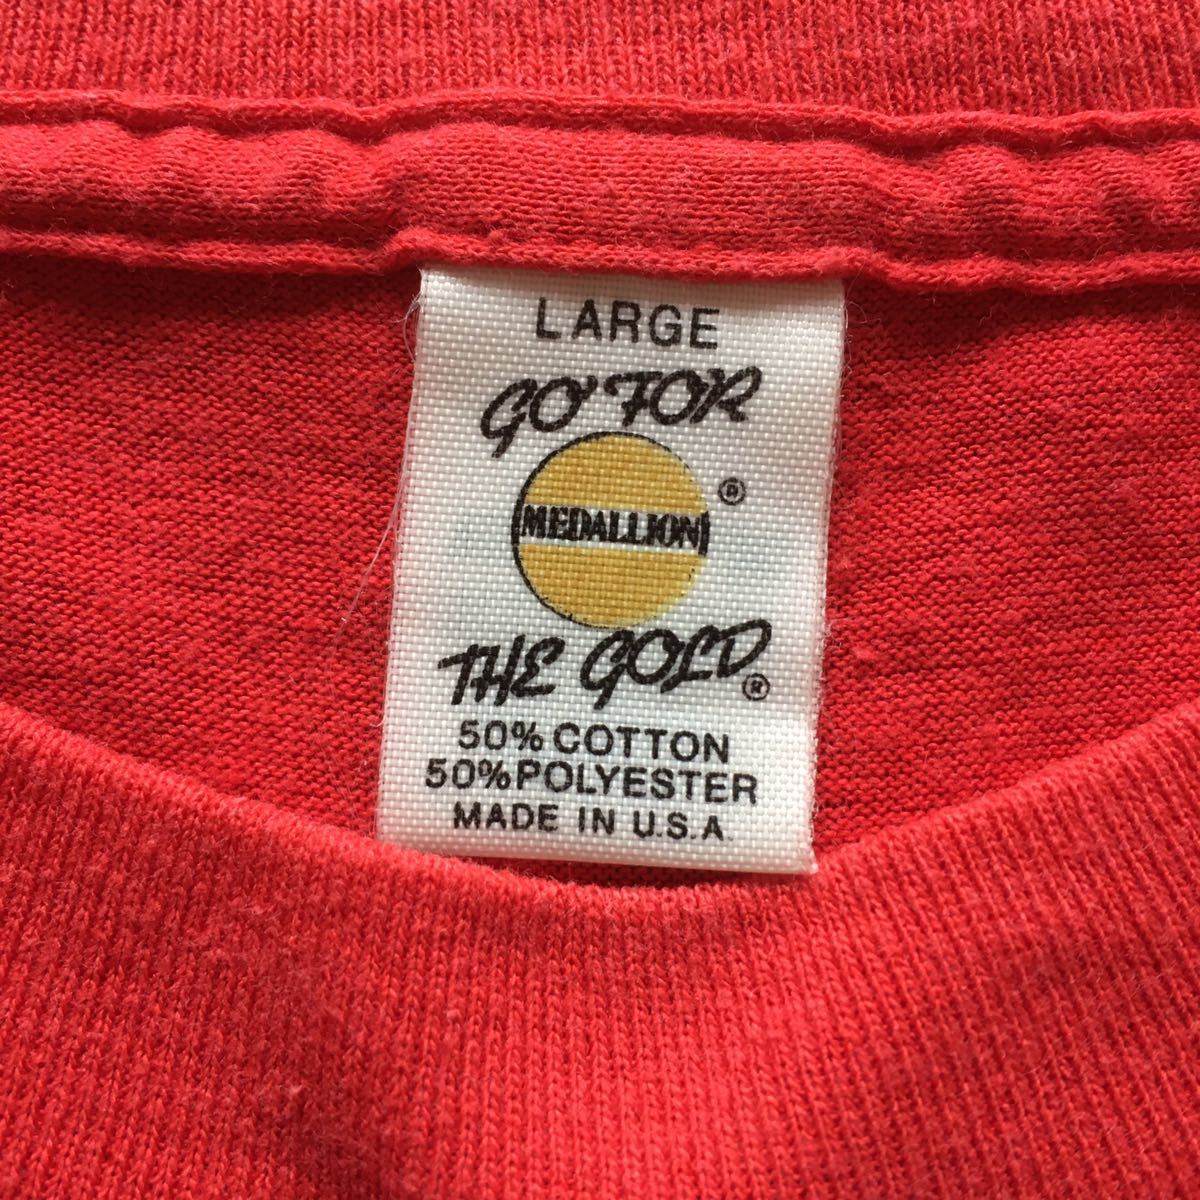 LARGE
GO FOR
MEDALLION ®
THE GOLD ®
50% COTTON
50% POLYESTER
MADE IN U.S.A.